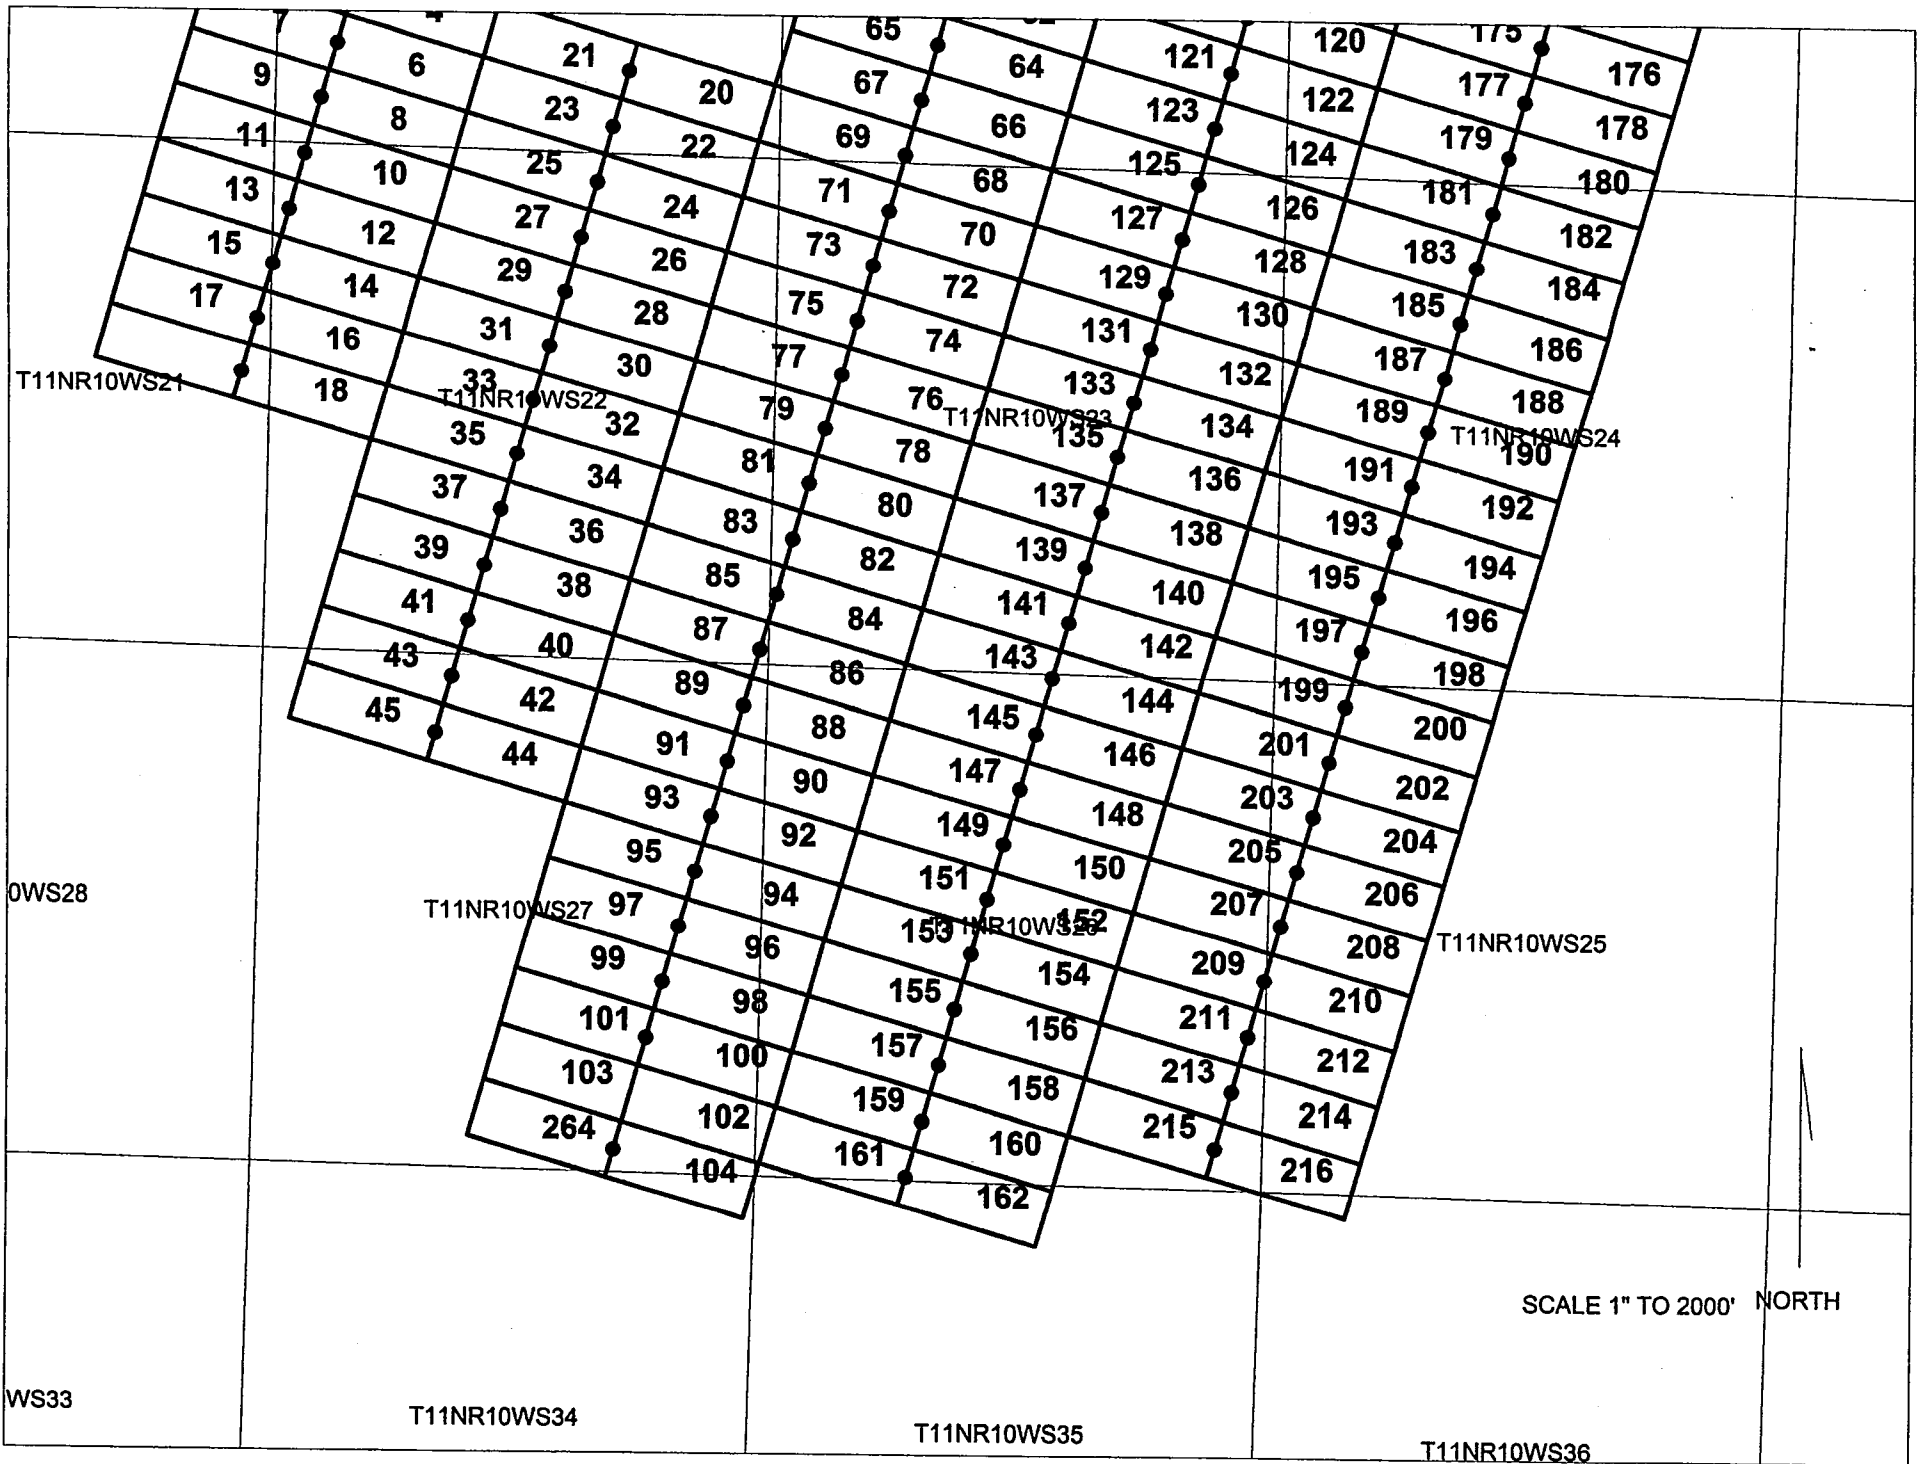 7 4 65 62 120 175
9 6 21 20 67 64 121 122 177 176
11 8 23 22 69 66 123 124 179 178
13 10 25 24 71 68 125 126 181 180
15 12 27 26 73 70 127 128 183 182
17 14 29 28 75 72 129 130 185 184
16 31 30 77 74 131 132 187 186
T11NR10WS21 18 33 T11NR10WS22 32 79 76 T11NR10WS23 133 134 189 188
35 34 81 78 135 136 191 T11NR10WS24 190
37 36 83 80 137 138 193 192
39 38 85 82 139 140 195 194
41 40 87 84 141 142 197 196
43 42 89 86 143 144 199 198
45 44 91 88 145 146 201 200
93 90 147 148 203 202
95 92 149 150 205 204
0WS28 T11NR10WS27 97 94 151 152 207 206
99 96 153 154 209 208 T11NR10WS25
101 98 155 156 211 210
103 100 157 158 213 212
264 102 159 160 215 214
104 161 162 216
SCALE 1" TO 2000' NORTH
WS33 T11NR10WS34 T11NR10WS35 T11NR10WS36